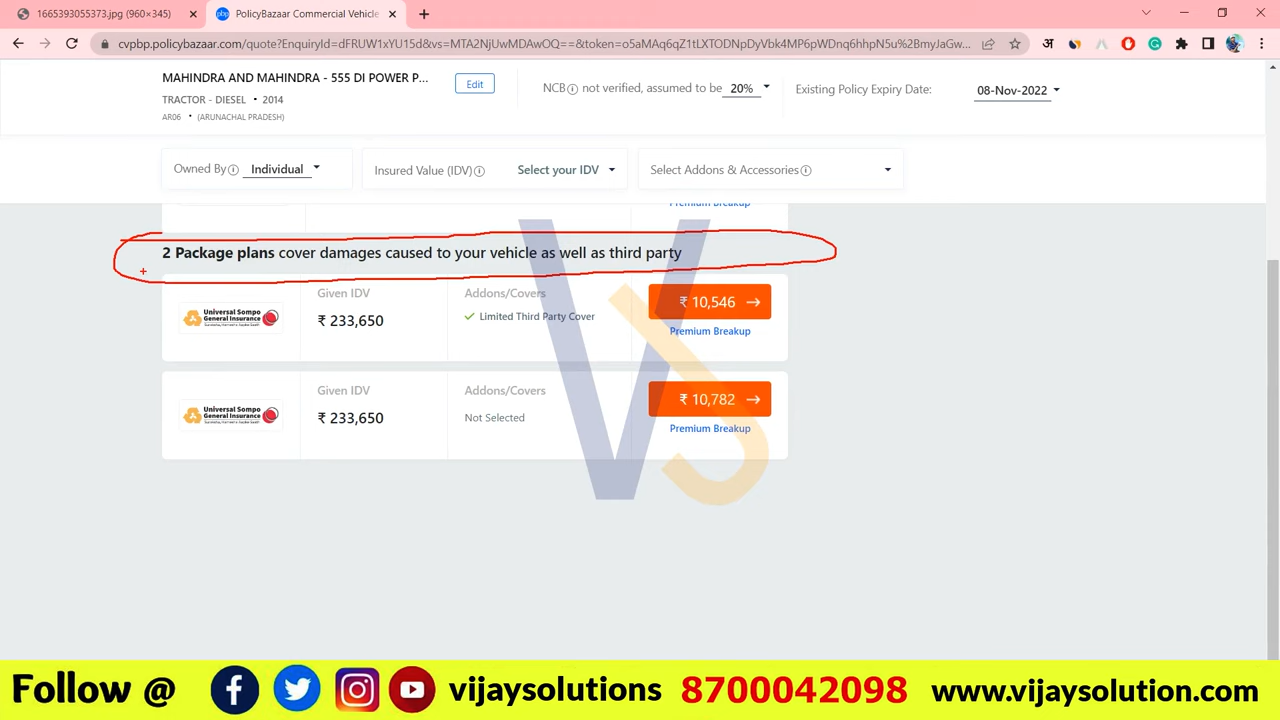 1665393055373.jpg (960×345)
PolicyBazaar Commercial Vehicle
cvpbp.policybazaar.com/quote?EnquiryId=dFRUW1xYU15d&vs=MTA2NjUwMDAwOQ==&token=o5aMAq6qZ1tLXTODNpDyVbk4MP6pWDnq6hhpN5u%2BmyJaGw...
अ
MAHINDRA AND MAHINDRA - 555 DI POWER P...
Edit
TRACTOR - DIESEL • 2014
AR06 • (ARUNACHAL PRADESH)
NCB not verified, assumed to be 20%
Existing Policy Expiry Date: 08-Nov-2022
Owned By Individual
Insured Value (IDV) Select your IDV
Select Addons & Accessories
Premium Breakup
2 Package plans cover damages caused to your vehicle as well as third party
Universal Sompo
General Insurance
Given IDV
₹ 233,650
Addons/Covers
Limited Third Party Cover
₹ 10,546
Premium Breakup
Universal Sompo
General Insurance
Given IDV
₹ 233,650
Addons/Covers
Not Selected
₹ 10,782
Premium Breakup
VJ
Follow @ vijaysolutions 8700042098 www.vijaysolution.com